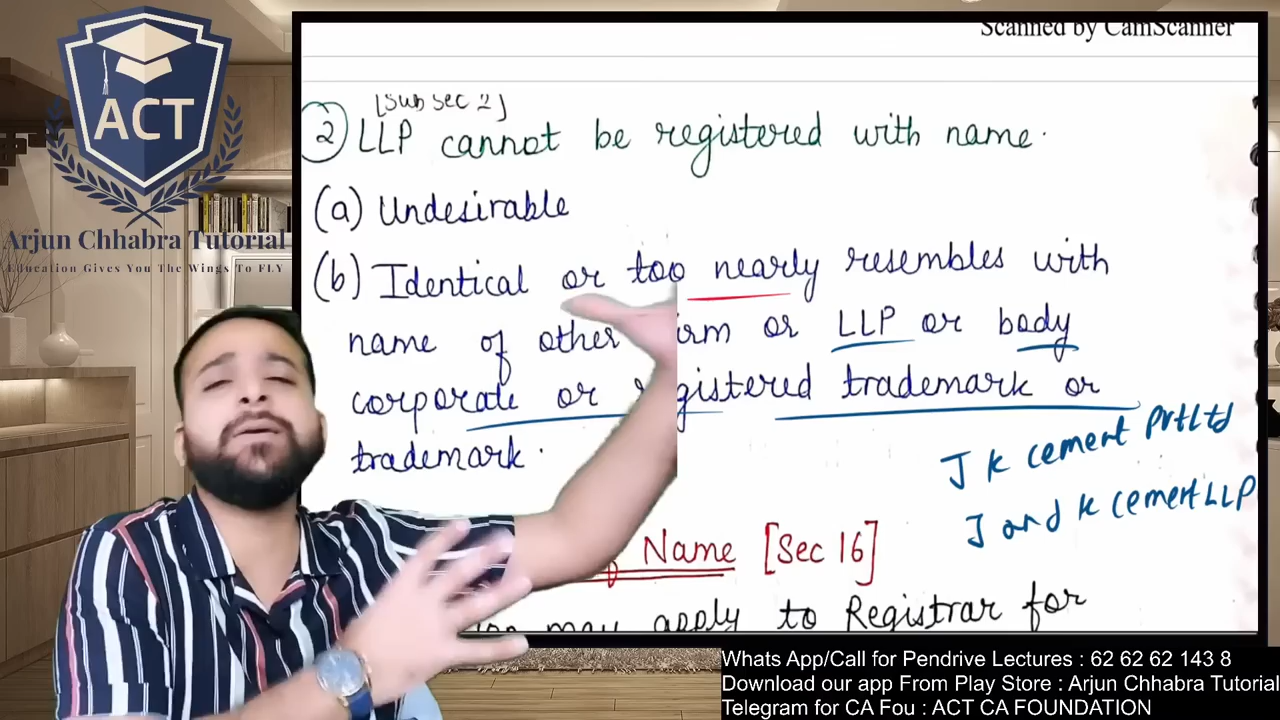 Scanned by CamScanner
[Sub Sec 2]
2) LLP cannot be registered with name.
(a) Undesirable
(b) Identical or too nearly resembles with
name of other irm or LLP or body
corporate or registered trademark or
trademark.
J K cement Pvt Ltd
J and K cement LLP
Name [Sec 16]
may apply to Registrar for
ACT
Arjun Chhabra Tutorial
Education Gives You The Wings To FLY
Whats App/Call for Pendrive Lectures : 62 62 62 143 8
Download our app From Play Store : Arjun Chhabra Tutorial
Telegram for CA Fou : ACT CA FOUNDATION